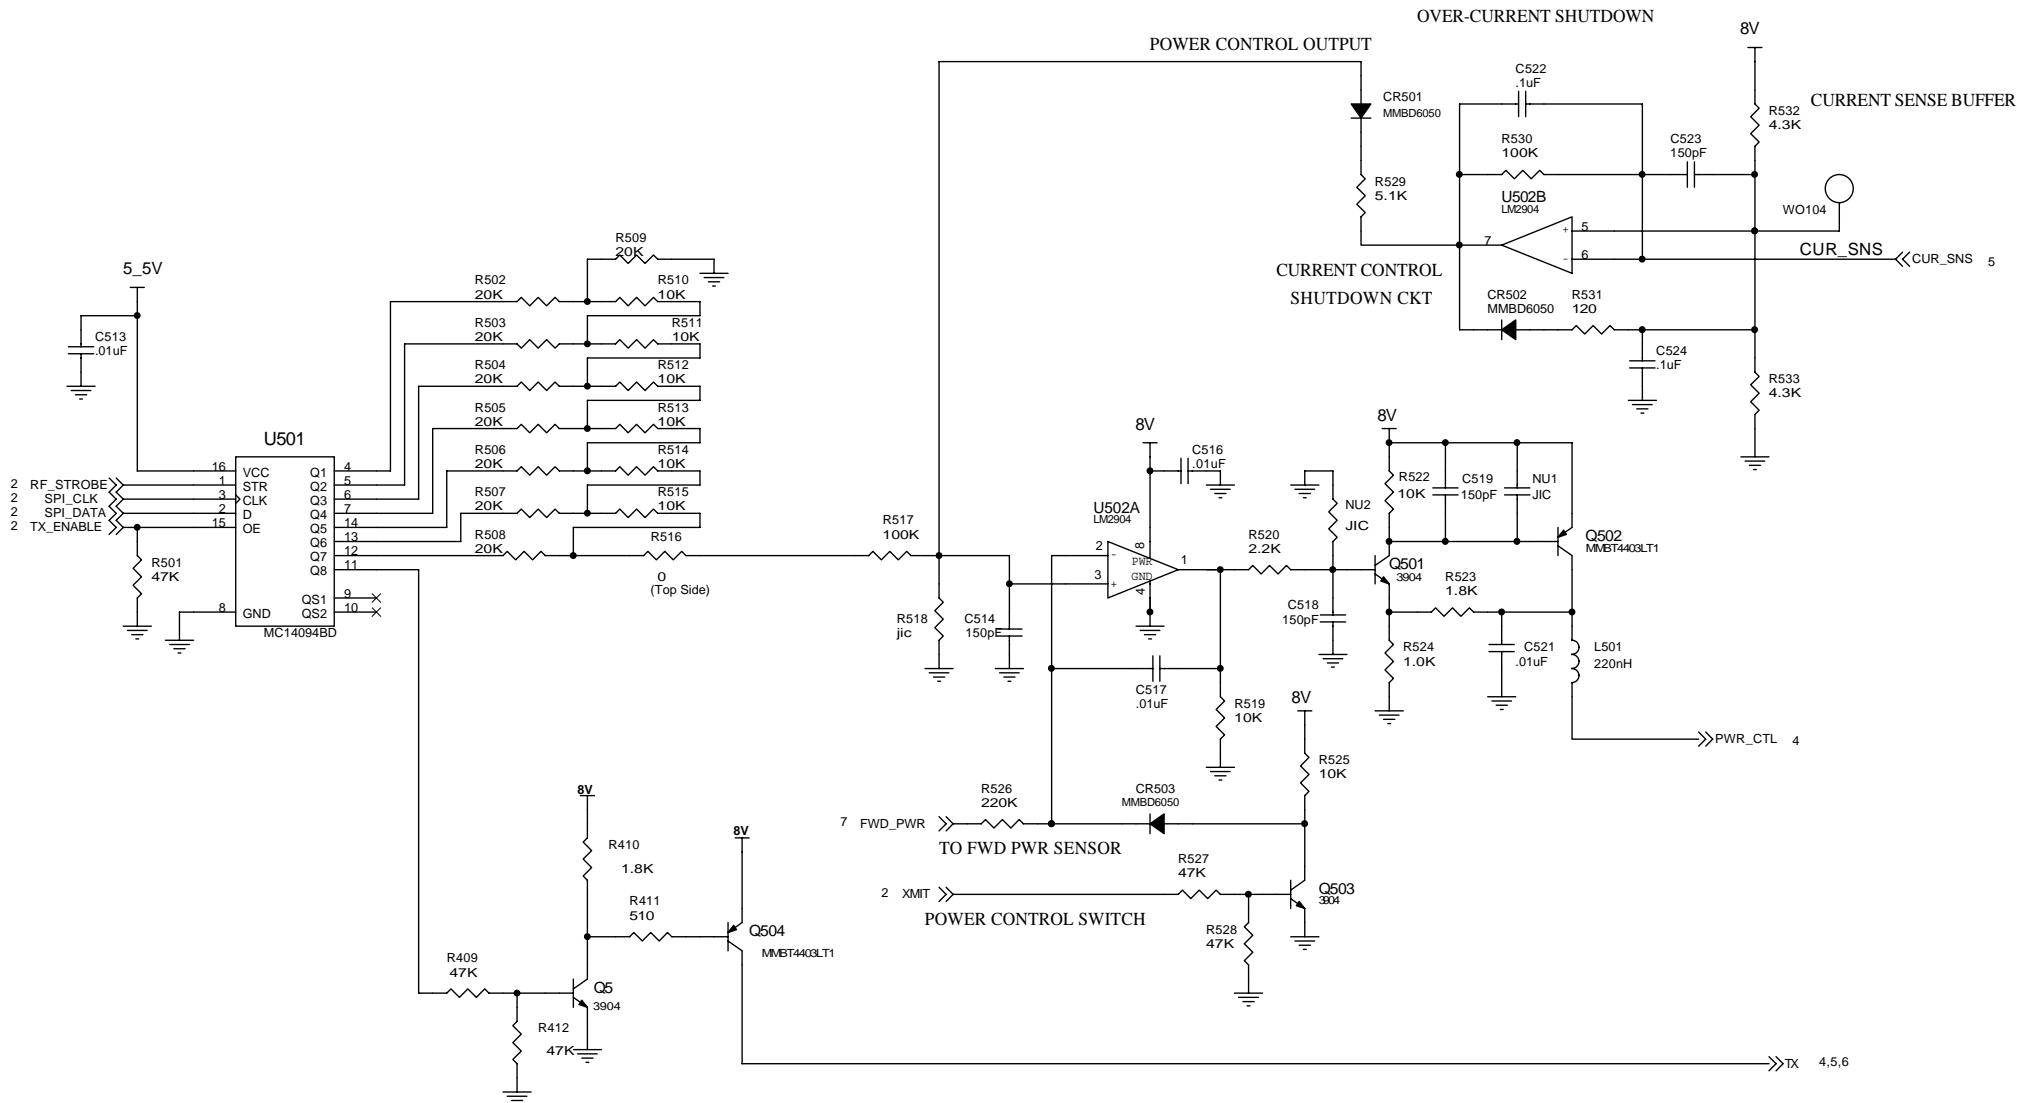 OVER-CURRENT SHUTDOWN
POWER CONTROL OUTPUT
8V
C522
.1uF
CR501
MMBD6050
CURRENT SENSE BUFFER
R532
4.3K
R530
100K
C523
150pF
R529
5.1K
U502B
LM2904
WO104
5
+
7
6
-
CUR_SNS
CUR_SNS 5
CURRENT CONTROL
SHUTDOWN CKT
CR502
MMBD6050
R531
120
C524
.1uF
R533
4.3K
5_5V
C513
.01uF
R509
20K
R502
20K
R510
10K
R503
20K
R511
10K
R504
20K
R512
10K
R505
20K
R513
10K
R506
20K
R514
10K
R507
20K
R515
10K
R508
20K
R516
0
(Top Side)
U501
16 VCC Q1 4
2 RF_STROBE 1 STR Q2 5
2 SPI_CLK 3 CLK Q3 6
2 SPI_DATA 2 D Q4 7
2 TX_ENABLE 15 OE Q5 14
Q6 13
Q7 12
Q8 11
QS1 9
8 GND QS2 10
MC14094BD
R501
47K
R517
100K
R518
jic
C514
150pF
8V
C516
.01uF
U502A
LM2904
2
-
8
PWR
3
+
GND
4
1
R520
2.2K
NU2
JIC
8V
R522
10K
C519
150pF
NU1
JIC
Q502
MMBT4403LT1
Q501
3904
R523
1.8K
C518
150pF
R524
1.0K
C521
.01uF
L501
220nH
C517
.01uF
R519
10K
8V
PWR_CTL 4
R525
10K
R526
220K
CR503
MMBD6050
7 FWD_PWR
TO FWD PWR SENSOR
R527
47K
2 XMIT
POWER CONTROL SWITCH
Q503
3904
R528
47K
8V
R410
1.8K
8V
R411
510
Q504
MMBT4403LT1
R409
47K
Q5
3904
R412
47K
TX 4,5,6